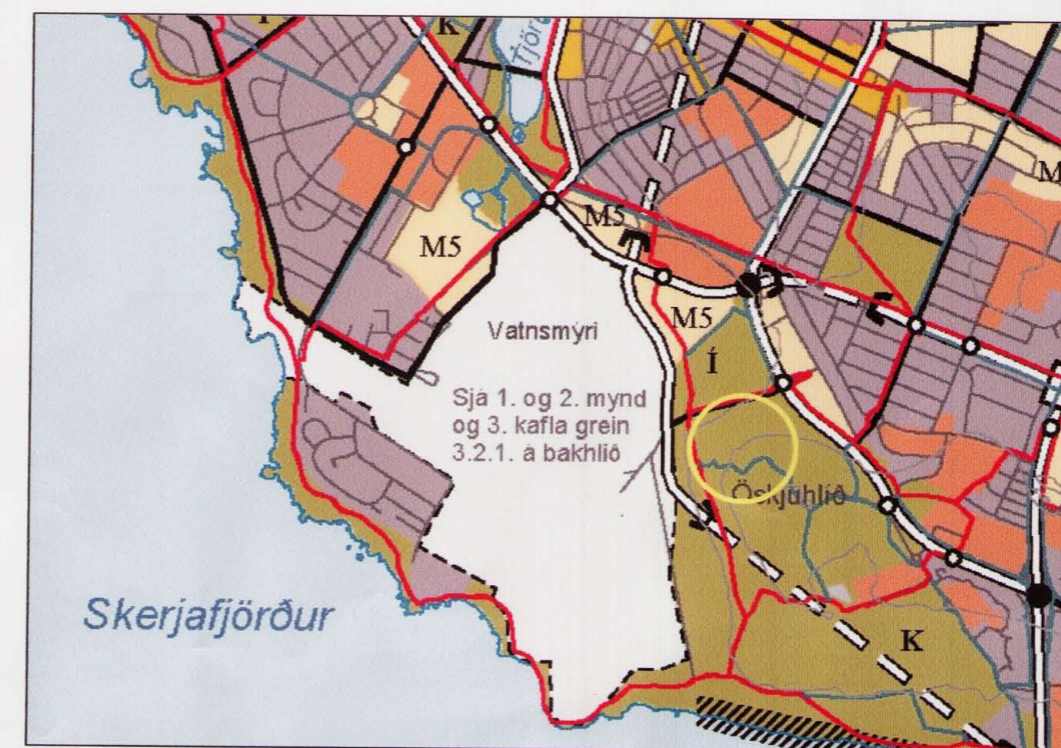 K
Tjör
M
M5
M5
M5
Í
Vatnsmýri
Sjá 1. og 2. mynd
og 3. kafla grein
3.2.1. á bakhlið
Öskjuhlíð
Skerjafjörður
K